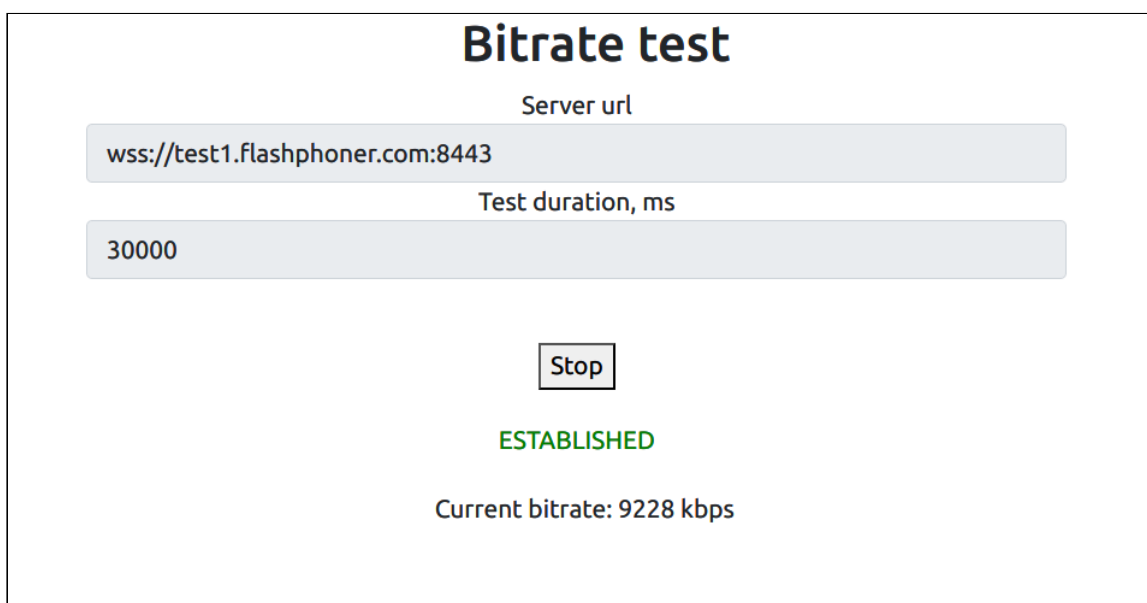 Bitrate test
Server url
wss://test1.flashphoner.com:8443
Test duration, ms
30000
Stop
ESTABLISHED
Current bitrate: 9228 kbps